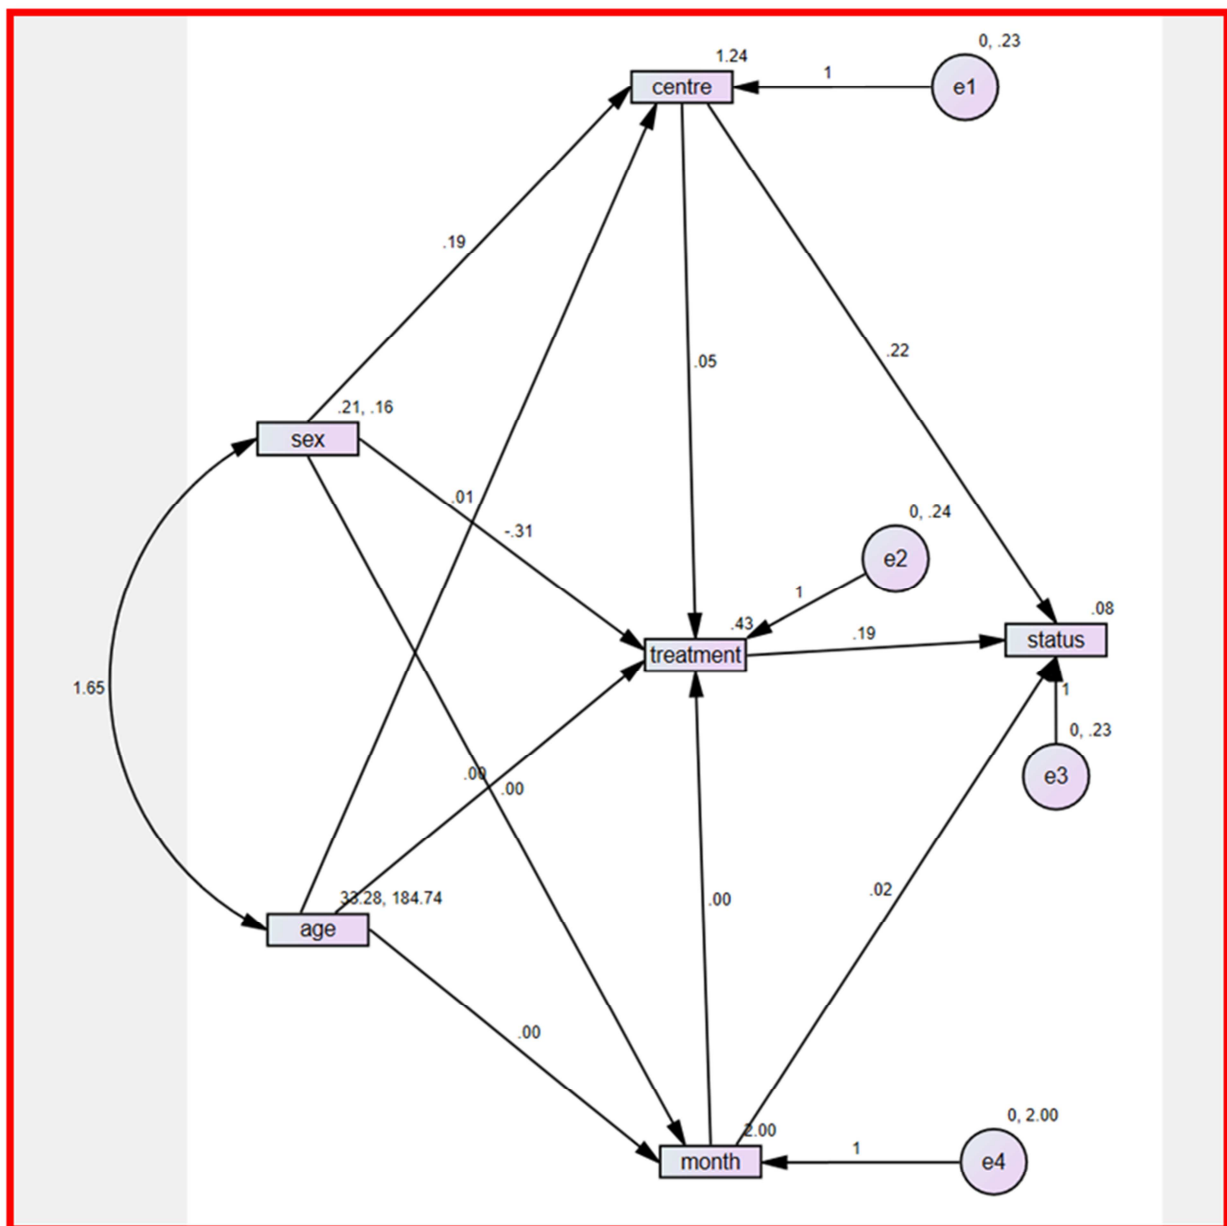 0, .23
1.24
1
centre
e1
.19
.22
.05
.21, .16
sex
.01
-.31
0, .24
e2
1
.43
.08
.19
treatment
status
1.65
1
0, .23
.00
.00
e3
33.28, 184.74
.00
.02
age
.00
0, 2.00
2.00
1
month
e4